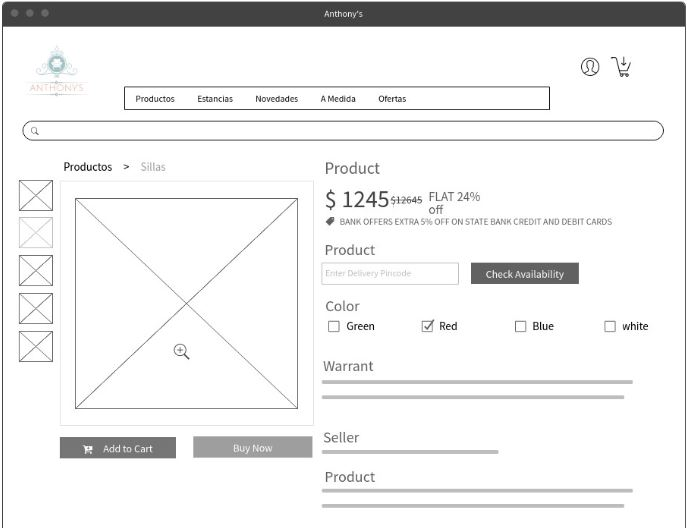 Anthony's
ANTHONY'S
Productos Estancias Novedades A Medida Ofertas
Productos > Sillas
Product
$ 1245 $12645 FLAT 24%
off
BANK OFFERS EXTRA 5% OFF ON STATE BANK CREDIT AND DEBIT CARDS
Product
Enter Delivery Pincode Check Availability
Color
Green Red Blue white
Warrant
Seller
Add to Cart Buy Now
Product